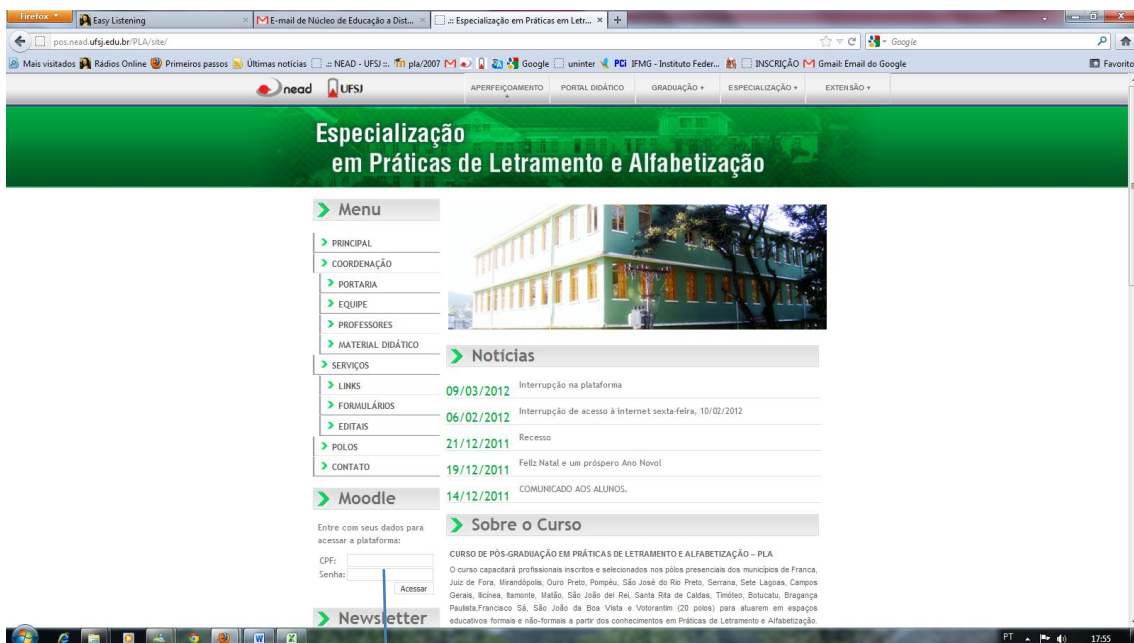 Firefox
Easy Listening
E-mail de Núcleo de Educação a Dist...
.:: Especialização em Práticas em Letr...
pos.nead.ufsj.edu.br/PLA/site/
Google
Mais visitados Rádios Online Primeiros passos Últimas notícias .:: NEAD - UFSJ ::. pla/2007 Google uninter PCi IFMG - Instituto Feder... INSCRIÇÃO Gmail: Email do Google Favorito
nead UFSJ
APERFEIÇOAMENTO + PORTAL DIDÁTICO GRADUAÇÃO + ESPECIALIZAÇÃO + EXTENSÃO +
Especialização
em Práticas de Letramento e Alfabetização
Menu
PRINCIPAL
COORDENAÇÃO
PORTARIA
EQUIPE
PROFESSORES
MATERIAL DIDÁTICO
SERVIÇOS
LINKS
FORMULÁRIOS
EDITAIS
POLOS
CONTATO
Moodle
Entre com seus dados para
acessar a plataforma:
CPF:
Senha:
Acessar
Newsletter
Notícias
09/03/2012 Interrupção na plataforma
06/02/2012 Interrupção de acesso à internet sexta-feira, 10/02/2012
21/12/2011 Recesso
19/12/2011 Feliz Natal e um próspero Ano Novo!
14/12/2011 COMUNICADO AOS ALUNOS.
Sobre o Curso
CURSO DE PÓS-GRADUAÇÃO EM PRÁTICAS DE LETRAMENTO E ALFABETIZAÇÃO – PLA
O curso capacitará profissionais inscritos e selecionados nos pólos presenciais dos municípios de Franca,
Juiz de Fora, Mirandópolis, Ouro Preto, Pompéu, São José do Rio Preto, Serrana, Sete Lagoas, Campos
Gerais, Ilicínea, Itamonte, Matão, São João del Rei, Santa Rita de Caldas, Timóteo, Botucatu, Bragança
Paulista,Francisco Sá, São João da Boa Vista e Votorantim (20 polos) para atuarem em espaços
educativos formais e não-formais a partir dos conhecimentos em Práticas de Letramento e Alfabetização.
PT 17:55